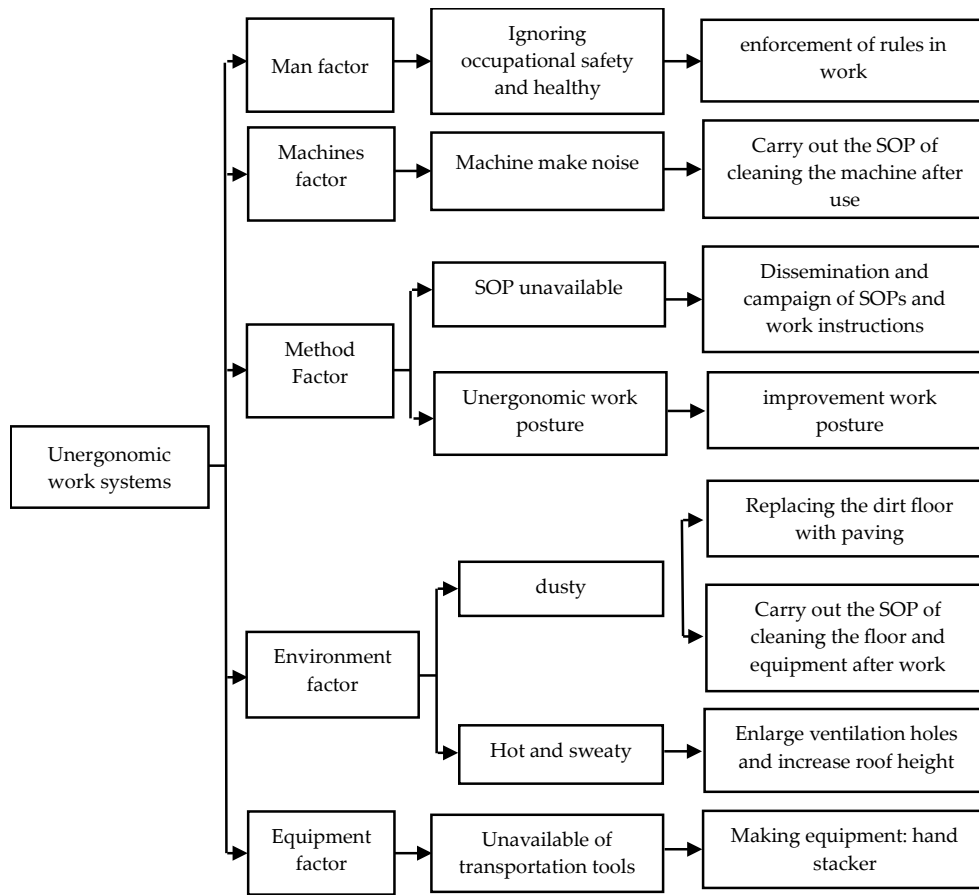 Man factor
Ignoring
occupational safety
and healthy
enforcement of rules in
work
Machines
factor
Machine make noise
Carry out the SOP of
cleaning the machine after
use
SOP unavailable
Dissemination and
campaign of SOPs and
work instructions
Method
Factor
Unergonomic work
posture
improvement work
posture
Unergonomic
work systems
Replacing the dirt floor
with paving
dusty
Carry out the SOP of
cleaning the floor and
equipment after work
Environment
factor
Hot and sweaty
Enlarge ventilation holes
and increase roof height
Equipment
factor
Unavailable of
transportation tools
Making equipment: hand
stacker